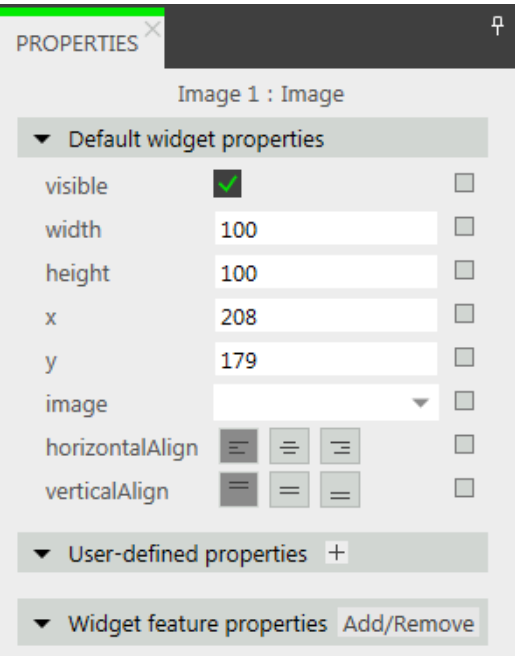 PROPERTIES
Image 1 : Image
Default widget properties
visible
width 100
height 100
x 208
y 179
image
horizontalAlign
verticalAlign
User-defined properties +
Widget feature properties Add/Remove